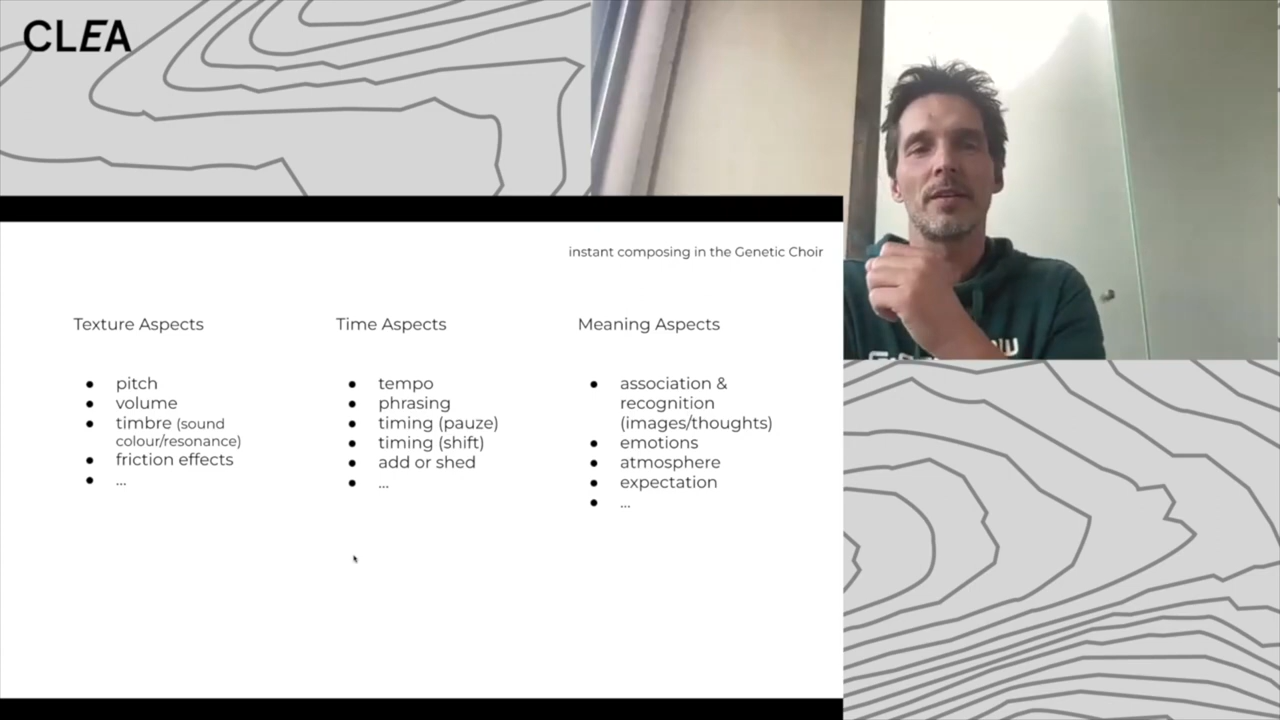 CLEA
instant composing in the Genetic Choir
Texture Aspects
pitch
volume
timbre (sound
colour/resonance)
friction effects
...
Time Aspects
tempo
phrasing
timing (pauze)
timing (shift)
add or shed
...
Meaning Aspects
association &
recognition
(images/thoughts)
emotions
atmosphere
expectation
...